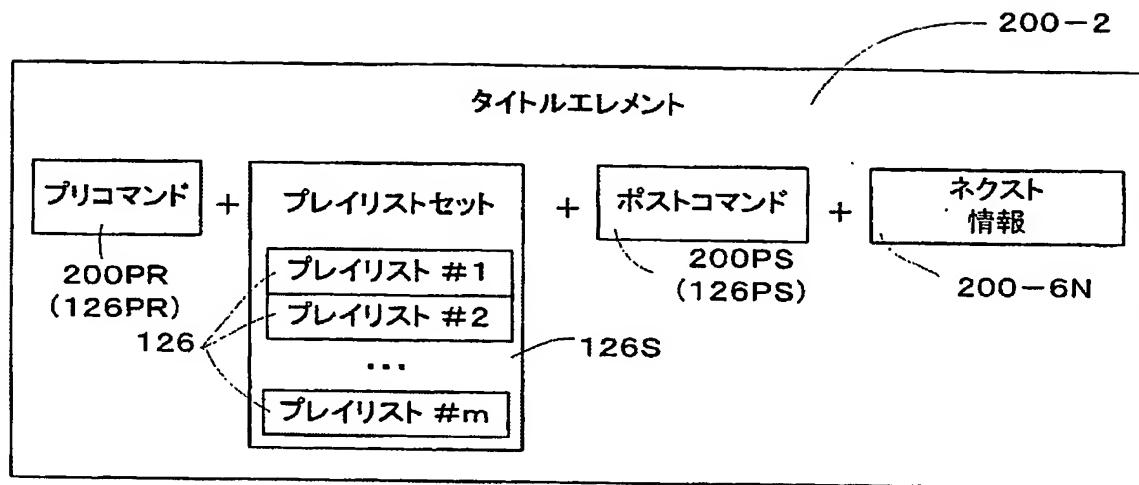 200-2
タイトルエレメント
プリコマンド
+
プレイリストセット
+
ポストコマンド
+
ネクスト
情報
200PR
(126PR)
200PS
(126PS)
200-6N
プレイリスト #1
プレイリスト #2
126
126S
...
プレイリスト #m